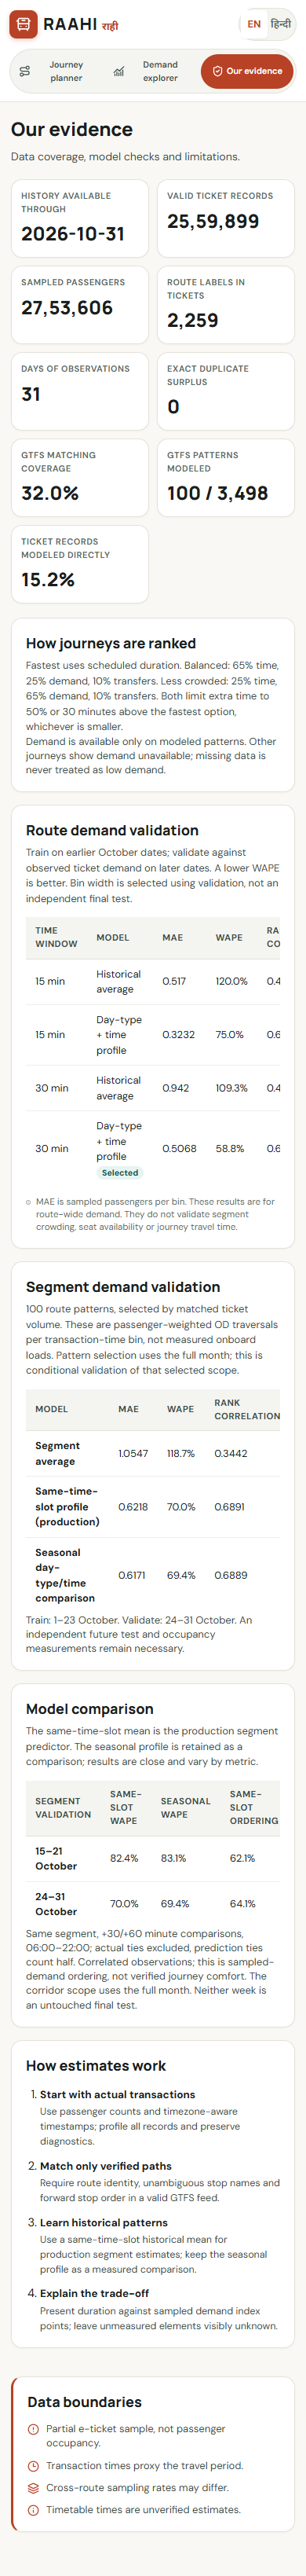 RAAHI राही
EN हिन्दी
Journey planner
Demand explorer
Our evidence
Our evidence
Data coverage, model checks and limitations.
HISTORY AVAILABLE THROUGH
2026-10-31
VALID TICKET RECORDS
25,59,899
SAMPLED PASSENGERS
27,53,606
ROUTE LABELS IN TICKETS
2,259
DAYS OF OBSERVATIONS
31
EXACT DUPLICATE SURPLUS
0
GTFS MATCHING COVERAGE
32.0%
GTFS PATTERNS MODELED
100 / 3,498
TICKET RECORDS MODELED DIRECTLY
15.2%
How journeys are ranked
Fastest uses scheduled duration. Balanced: 65% time,
25% demand, 10% transfers. Less crowded: 25% time,
65% demand, 10% transfers. Both limit extra time to
50% or 30 minutes above the fastest option,
whichever is smaller.
Demand is available only on modeled patterns. Other
journeys show demand unavailable; missing data is
never treated as low demand.
Route demand validation
Train on earlier October dates; validate against
observed ticket demand on later dates. A lower WAPE
is better. Bin width is selected using validation, not an
independent final test.
TIME WINDOW MODEL MAE WAPE RA CO
15 min Historical average 0.517 120.0% 0.4
15 min Day-type + time profile 0.3232 75.0% 0.6
30 min Historical average 0.942 109.3% 0.4
30 min Day-type + time profile Selected 0.5068 58.8% 0.6
MAE is sampled passengers per bin. These results are for
route-wide demand. They do not validate segment
crowding, seat availability or journey travel time.
Segment demand validation
100 route patterns, selected by matched ticket
volume. These are passenger-weighted OD traversals
per transaction-time bin, not measured onboard
loads. Pattern selection uses the full month; this is
conditional validation of that selected scope.
MODEL MAE WAPE RANK CORRELATION
Segment average 1.0547 118.7% 0.3442
Same-time-slot profile (production) 0.6218 70.0% 0.6891
Seasonal day-type/time comparison 0.6171 69.4% 0.6889
Train: 1–23 October. Validate: 24–31 October. An
independent future test and occupancy
measurements remain necessary.
Model comparison
The same-time-slot mean is the production segment
predictor. The seasonal profile is retained as a
comparison; results are close and vary by metric.
SEGMENT VALIDATION SAME-SLOT WAPE SEASONAL WAPE SAME-SLOT ORDERING
15–21 October 82.4% 83.1% 62.1%
24–31 October 70.0% 69.4% 64.1%
Same segment, +30/+60 minute comparisons,
06:00–22:00; actual ties excluded, prediction ties
count half. Correlated observations; this is sampled-
demand ordering, not verified journey comfort. The
corridor scope uses the full month. Neither week is
an untouched final test.
How estimates work
1. Start with actual transactions
Use passenger counts and timezone-aware
timestamps; profile all records and preserve
diagnostics.
2. Match only verified paths
Require route identity, unambiguous stop names and
forward stop order in a valid GTFS feed.
3. Learn historical patterns
Use a same-time-slot historical mean for
production segment estimates; keep the seasonal
profile as a measured comparison.
4. Explain the trade-off
Present duration against sampled demand index
points; leave unmeasured elements visibly unknown.
Data boundaries
Partial e-ticket sample, not passenger
occupancy.
Transaction times proxy the travel period.
Cross-route sampling rates may differ.
Timetable times are unverified estimates.